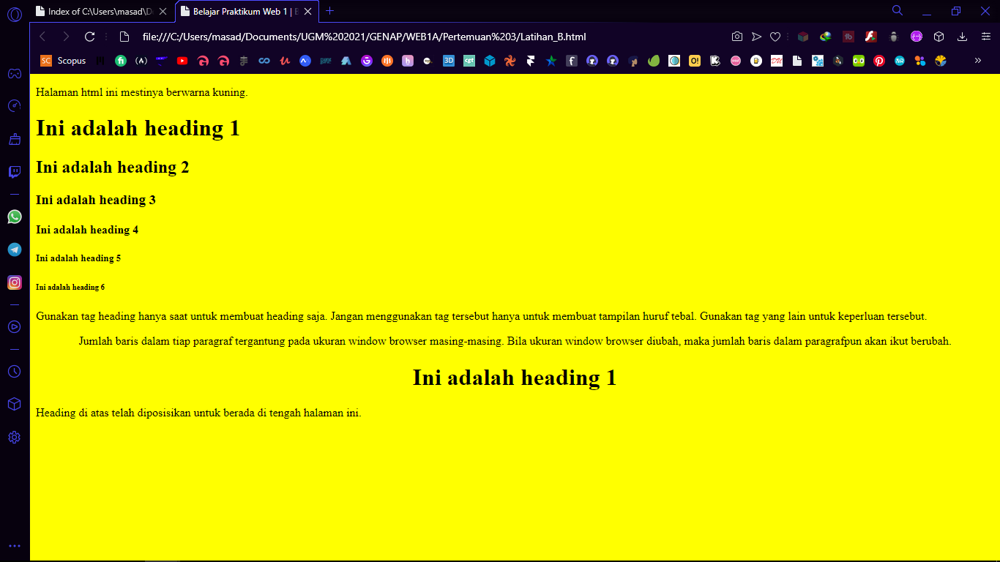 Index of C:\Users\masad\D
Belajar Praktikum Web 1 | B
file:///C:/Users/masad/Documents/UGM%202021/GENAP/WEB1A/Pertemuan%203/Latihan_B.html
SC Scopus
Halaman html ini mestinya berwarna kuning.
Ini adalah heading 1
Ini adalah heading 2
Ini adalah heading 3
Ini adalah heading 4
Ini adalah heading 5
Ini adalah heading 6
Gunakan tag heading hanya saat untuk membuat heading saja. Jangan menggunakan tag tersebut hanya untuk membuat tampilan huruf tebal. Gunakan tag yang lain untuk keperluan tersebut.
Jumlah baris dalam tiap paragraf tergantung pada ukuran window browser masing-masing. Bila ukuran window browser diubah, maka jumlah baris dalam paragrafpun akan ikut berubah.
Ini adalah heading 1
Heading di atas telah diposisikan untuk berada di tengah halaman ini.